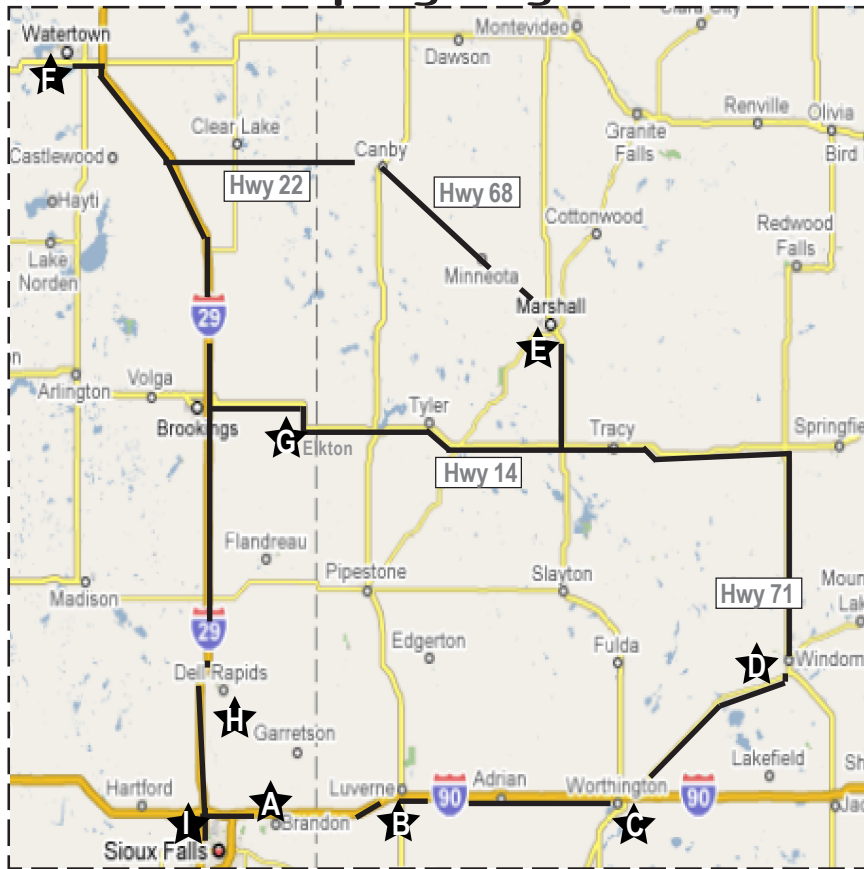 Montevideo
Watertown
Dawson
F
Clear Lake
Renville
Olivia
Granite
Falls
Bird
Castlewood
Canby
Hwy 22
Hwy 68
Hayti
Cottonwood
Redwood
Falls
Lake
Norden
Minneota
Marshall
29
E
Volga
Arlington
Tyler
Brookings
G
Elkton
Tracy
Springfie
Hwy 14
Flandreau
Pipestone
Slayton
Hwy 71
Moun
Lak
Madison
29
Edgerton
Fulda
D
Windom
Dell Rapids
H
Garretson
Lakefield
Sh
Hartford
A
Luverne
90
Adrian
Worthington
90
Jac
I
Brandon
B
C
Sioux Falls